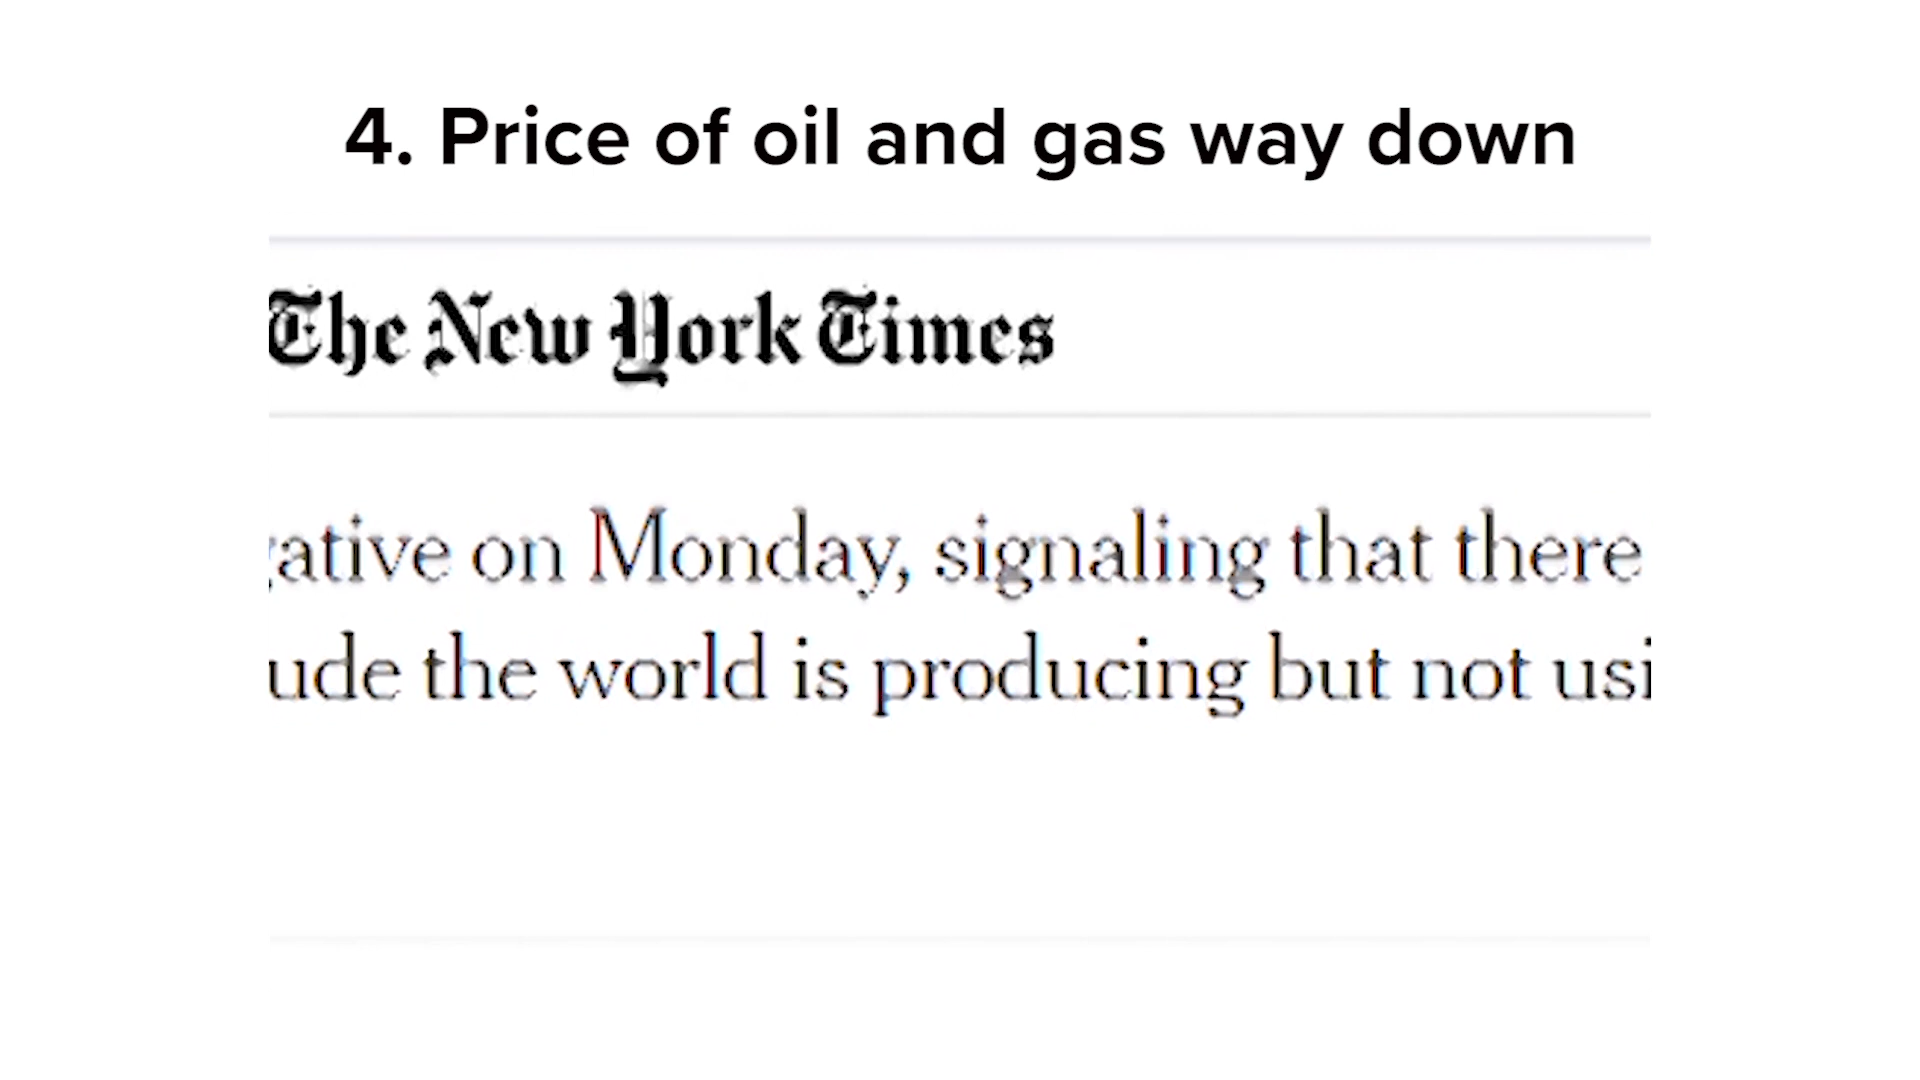 4. Price of oil and gas way down
The New York Times
ative on Monday, signaling that there
ude the world is producing but not usi